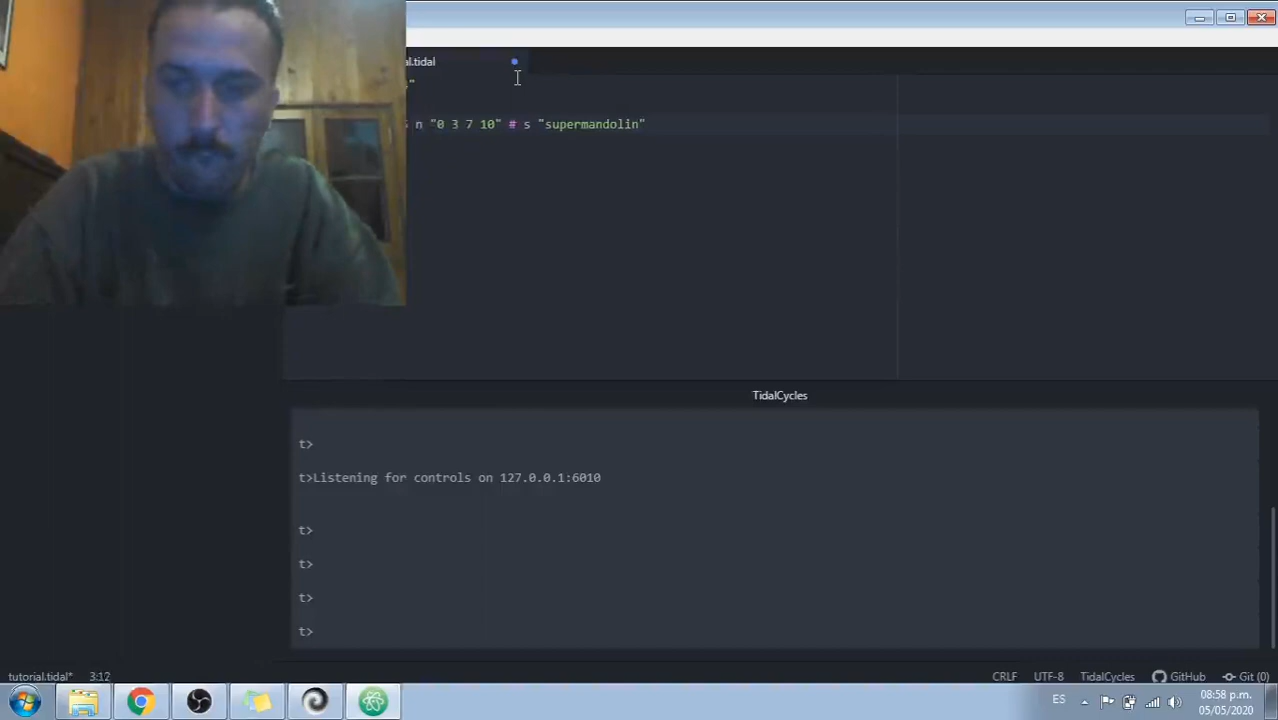 al.tidal
"
n "0 3 7 10" # s "supermandolin"
TidalCycles
t>
t>Listening for controls on 127.0.0.1:6010
t>
t>
t>
t>
tutorial.tidal* 3:12 CRLF UTF-8 TidalCycles GitHub Git (0)
ES 08:58 p.m.
05/05/2020